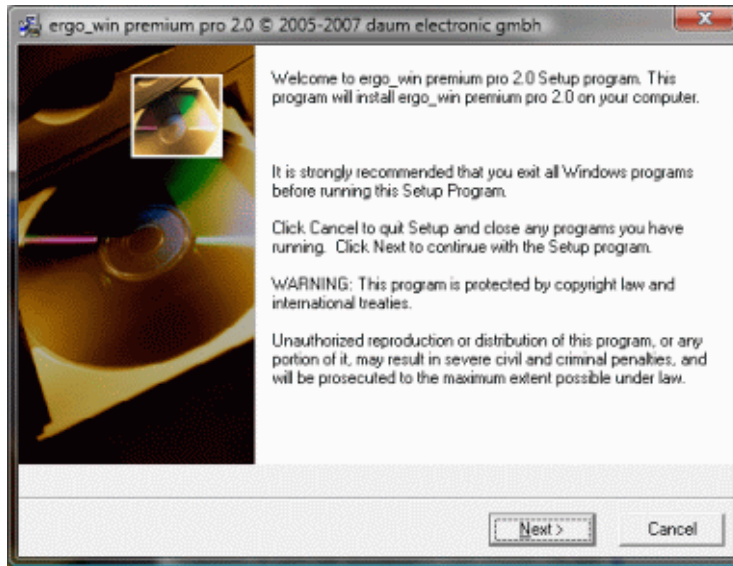 ergo_win premium pro 2.0 © 2005-2007 daum electronic gmbh
Welcome to ergo_win premium pro 2.0 Setup program. This
program will install ergo_win premium pro 2.0 on your computer.
It is strongly recommended that you exit all Windows programs
before running this Setup Program.
Click Cancel to quit Setup and close any programs you have
running. Click Next to continue with the Setup program.
WARNING: This program is protected by copyright law and
international treaties.
Unauthorized reproduction or distribution of this program, or any
portion of it, may result in severe civil and criminal penalties, and
will be prosecuted to the maximum extent possible under law.
Next >
Cancel